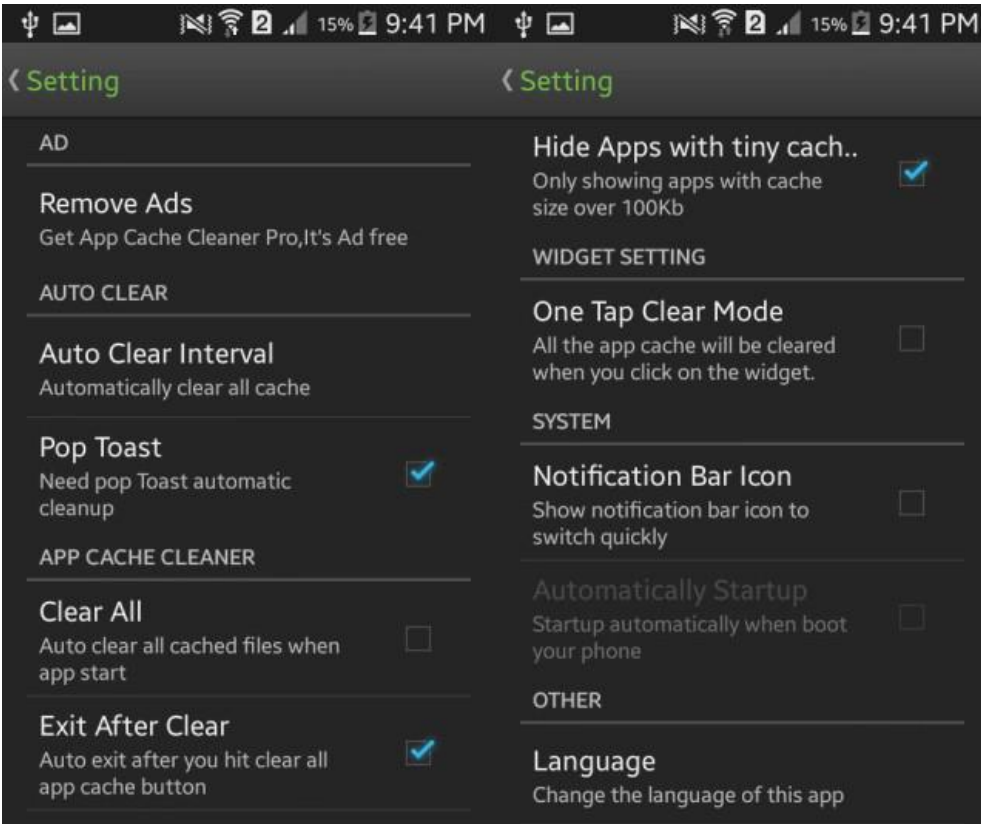 2 15% 9:41 PM
Setting
AD
Remove Ads
Get App Cache Cleaner Pro,It's Ad free
AUTO CLEAR
Auto Clear Interval
Automatically clear all cache
Pop Toast
Need pop Toast automatic
cleanup
APP CACHE CLEANER
Clear All
Auto clear all cached files when
app start
Exit After Clear
Auto exit after you hit clear all
app cache button
2 15% 9:41 PM
Setting
Hide Apps with tiny cach..
Only showing apps with cache
size over 100Kb
WIDGET SETTING
One Tap Clear Mode
All the app cache will be cleared
when you click on the widget.
SYSTEM
Notification Bar Icon
Show notification bar icon to
switch quickly
Automatically Startup
Startup automatically when boot
your phone
OTHER
Language
Change the language of this app